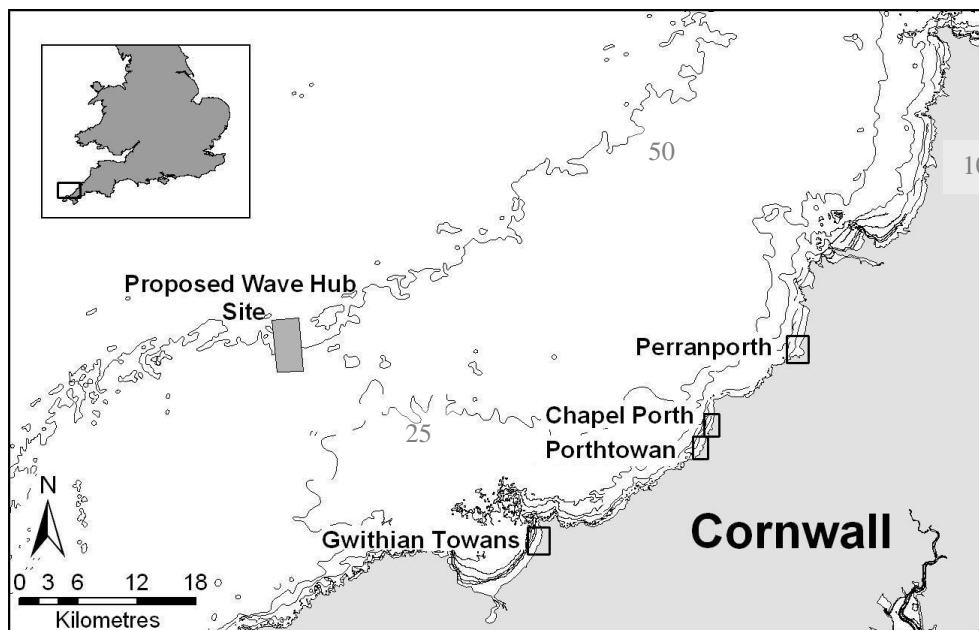 50
10
Proposed Wave Hub
Site
Perranporth
Chapel Porth
25
Porthtowan
N
Gwithian Towans
Cornwall
0 3 6 12 18
Kilometres